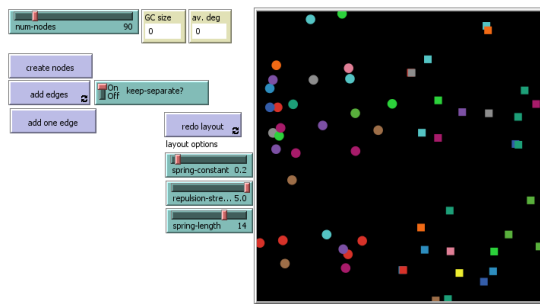 num-nodes 90
GC size
0
av. deg
0
create nodes
add edges
On
Off
keep-separate?
add one edge
redo layout
layout options
spring-constant 0.2
repulsion-stre... 5.0
spring-length 14